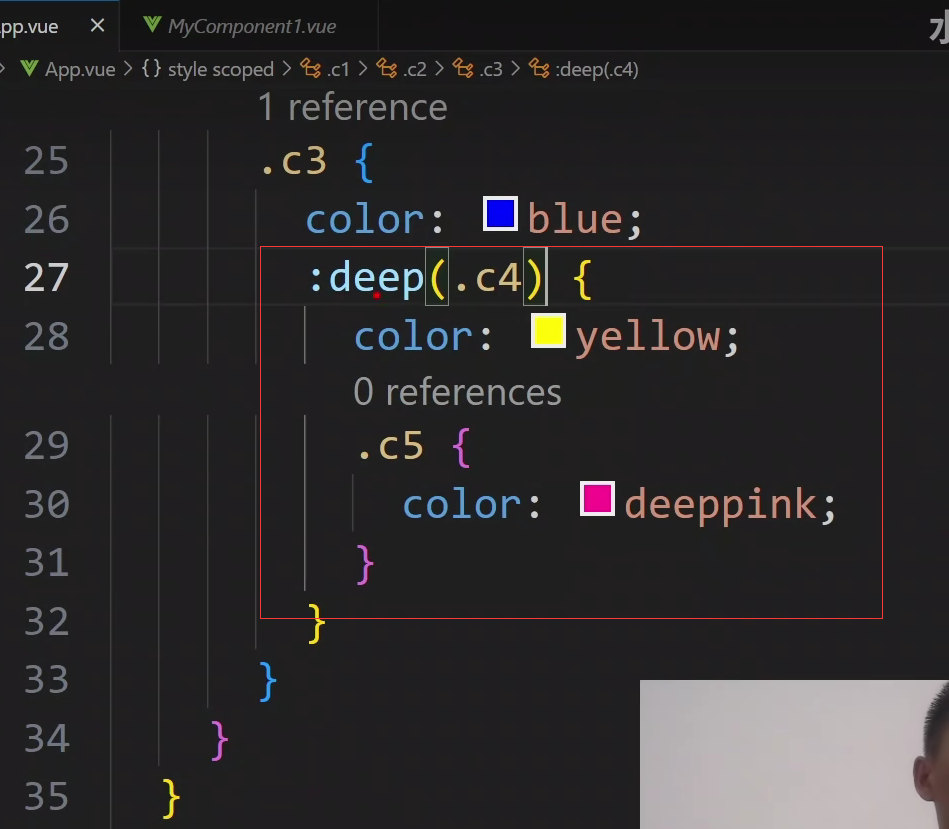 pp.vue × MyComponent1.vue
App.vue > {} style scoped > .c1 > .c2 > .c3 > :deep(.c4)
1 reference
25 .c3 {
26 color: blue;
27 :deep(.c4) {
28 color: yellow;
0 references
29 .c5 {
30 color: deeppink;
31 }
32 }
33 }
34 }
35 }